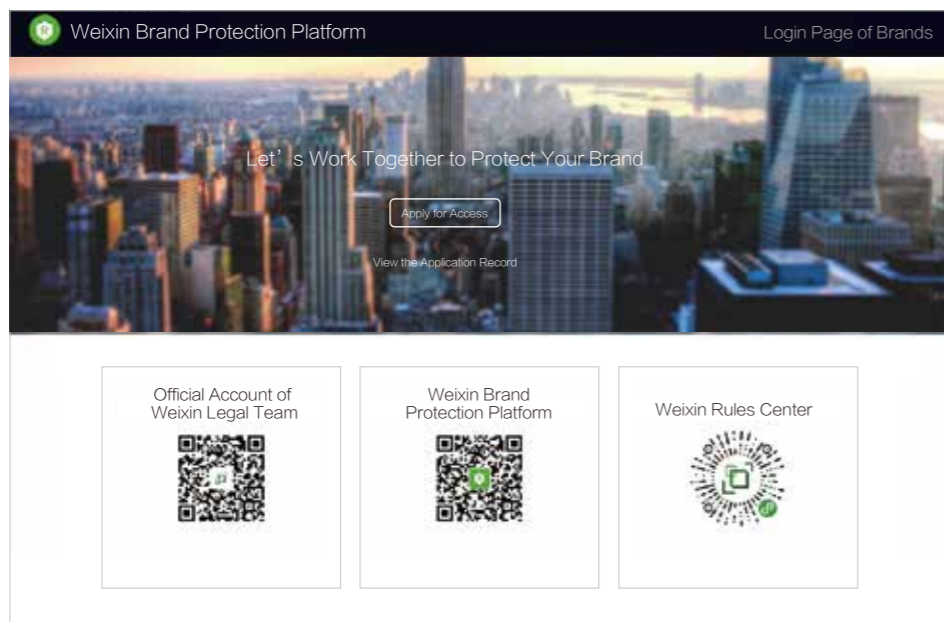 Weixin Brand Protection Platform
Login Page of Brands
Let’s Work Together to Protect Your Brand
Apply for Access
View the Application Record
Official Account of
Weixin Legal Team
Weixin Brand
Protection Platform
Weixin Rules Center